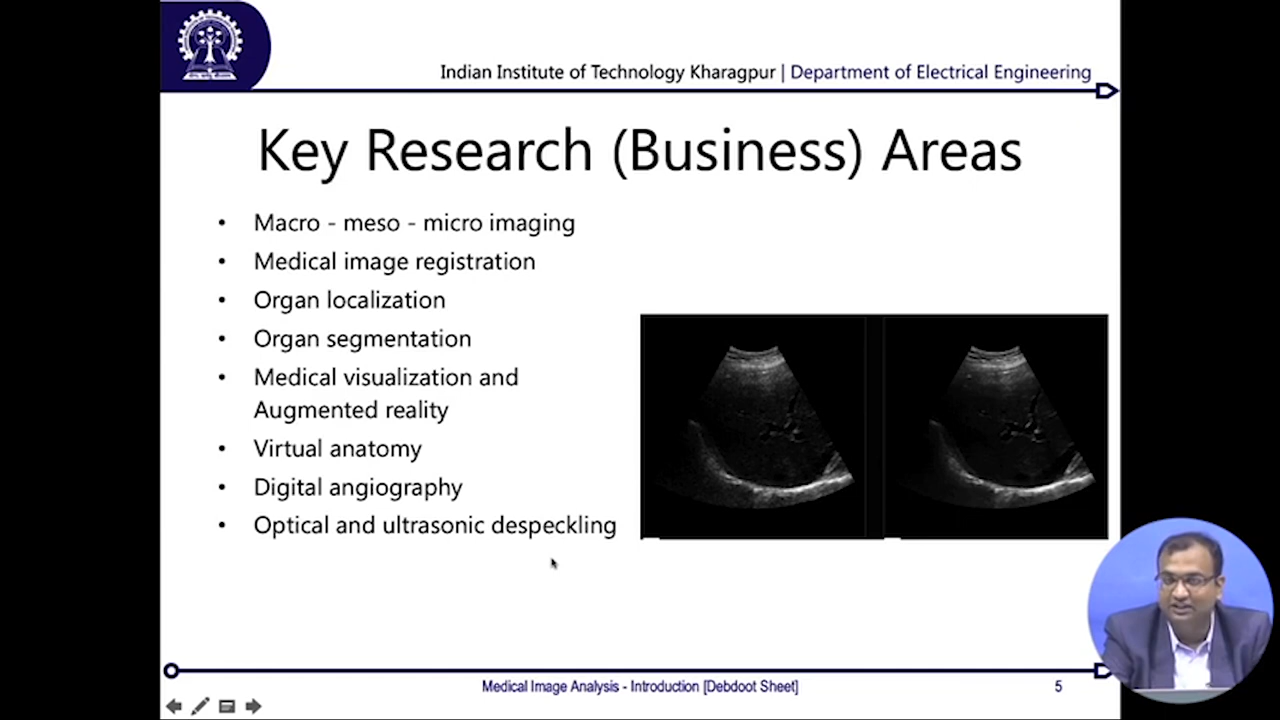 Indian Institute of Technology Kharagpur | Department of Electrical Engineering
Key Research (Business) Areas
• Macro - meso - micro imaging
• Medical image registration
• Organ localization
• Organ segmentation
• Medical visualization and
Augmented reality
• Virtual anatomy
• Digital angiography
• Optical and ultrasonic despeckling
Medical Image Analysis - Introduction [Debdoot Sheet]
5